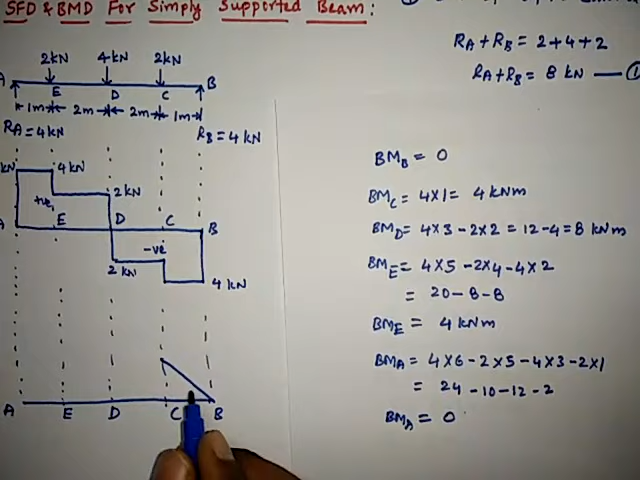 SFD & BMD For Simply Supported Beam:
RA + RB = 2+4+2
RA + RB = 8 KN — ①
2KN 4KN 2KN
A E D C B
1m 2m 2m 1m
RA = 4KN RB = 4 KN
KN 4KN
+ve 2KN
A E D C B
-ve
2 KN 4 KN
A E D C B
BMB = 0
BMC = 4×1 = 4 KNm
BMD = 4×3 - 2×2 = 12-4 = 8 KNm
BME = 4×5 - 2×4 - 4×2
= 20-8-8
BME = 4 KNm
BMA = 4×6 - 2×5 - 4×3 - 2×1
= 24 -10 -12 -2
BMA = 0